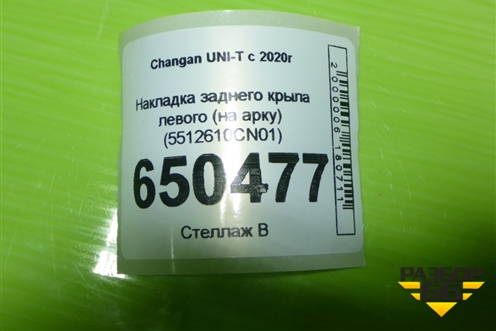 Changan UNI-T с 2020г
Накладка заднего крыла
левого (на арку)
(5512610CN01)
650477
Стеллаж В